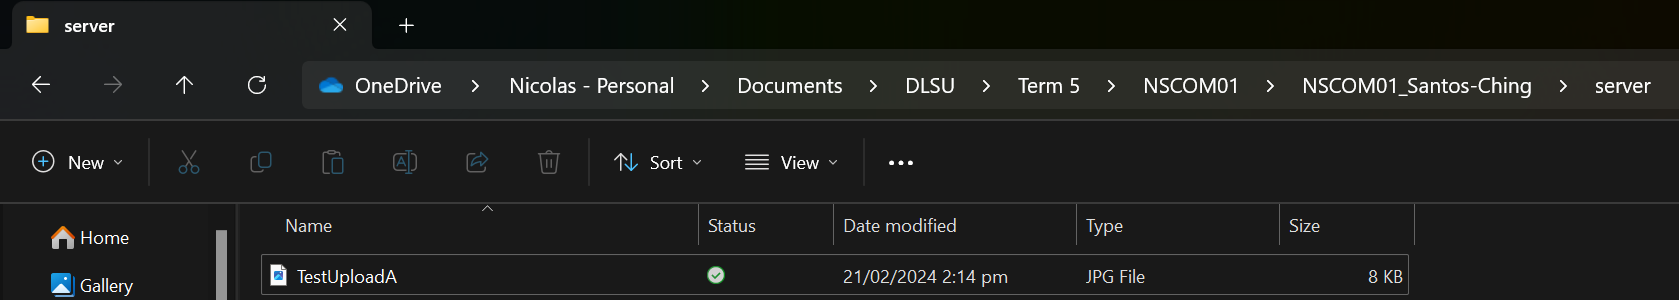 server
OneDrive > Nicolas - Personal > Documents > DLSU > Term 5 > NSCOM01 > NSCOM01_Santos-Ching > server
New Sort View
Name Status Date modified Type Size
Home
TestUploadA 21/02/2024 2:14 pm JPG File 8 KB
Gallery